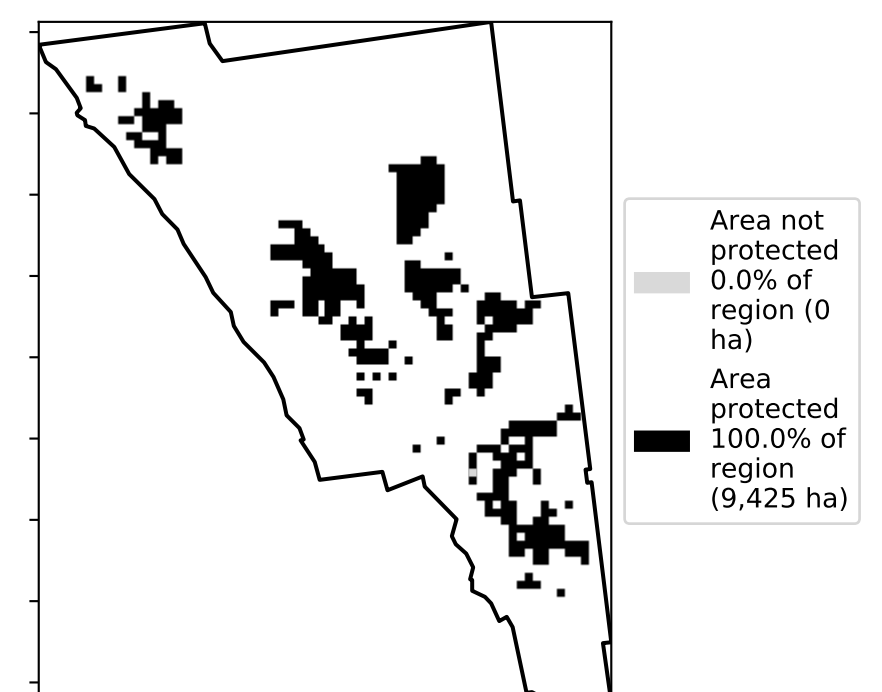 Area not
protected
0.0% of
region (0
ha)
Area
protected
100.0% of
region
(9,425 ha)